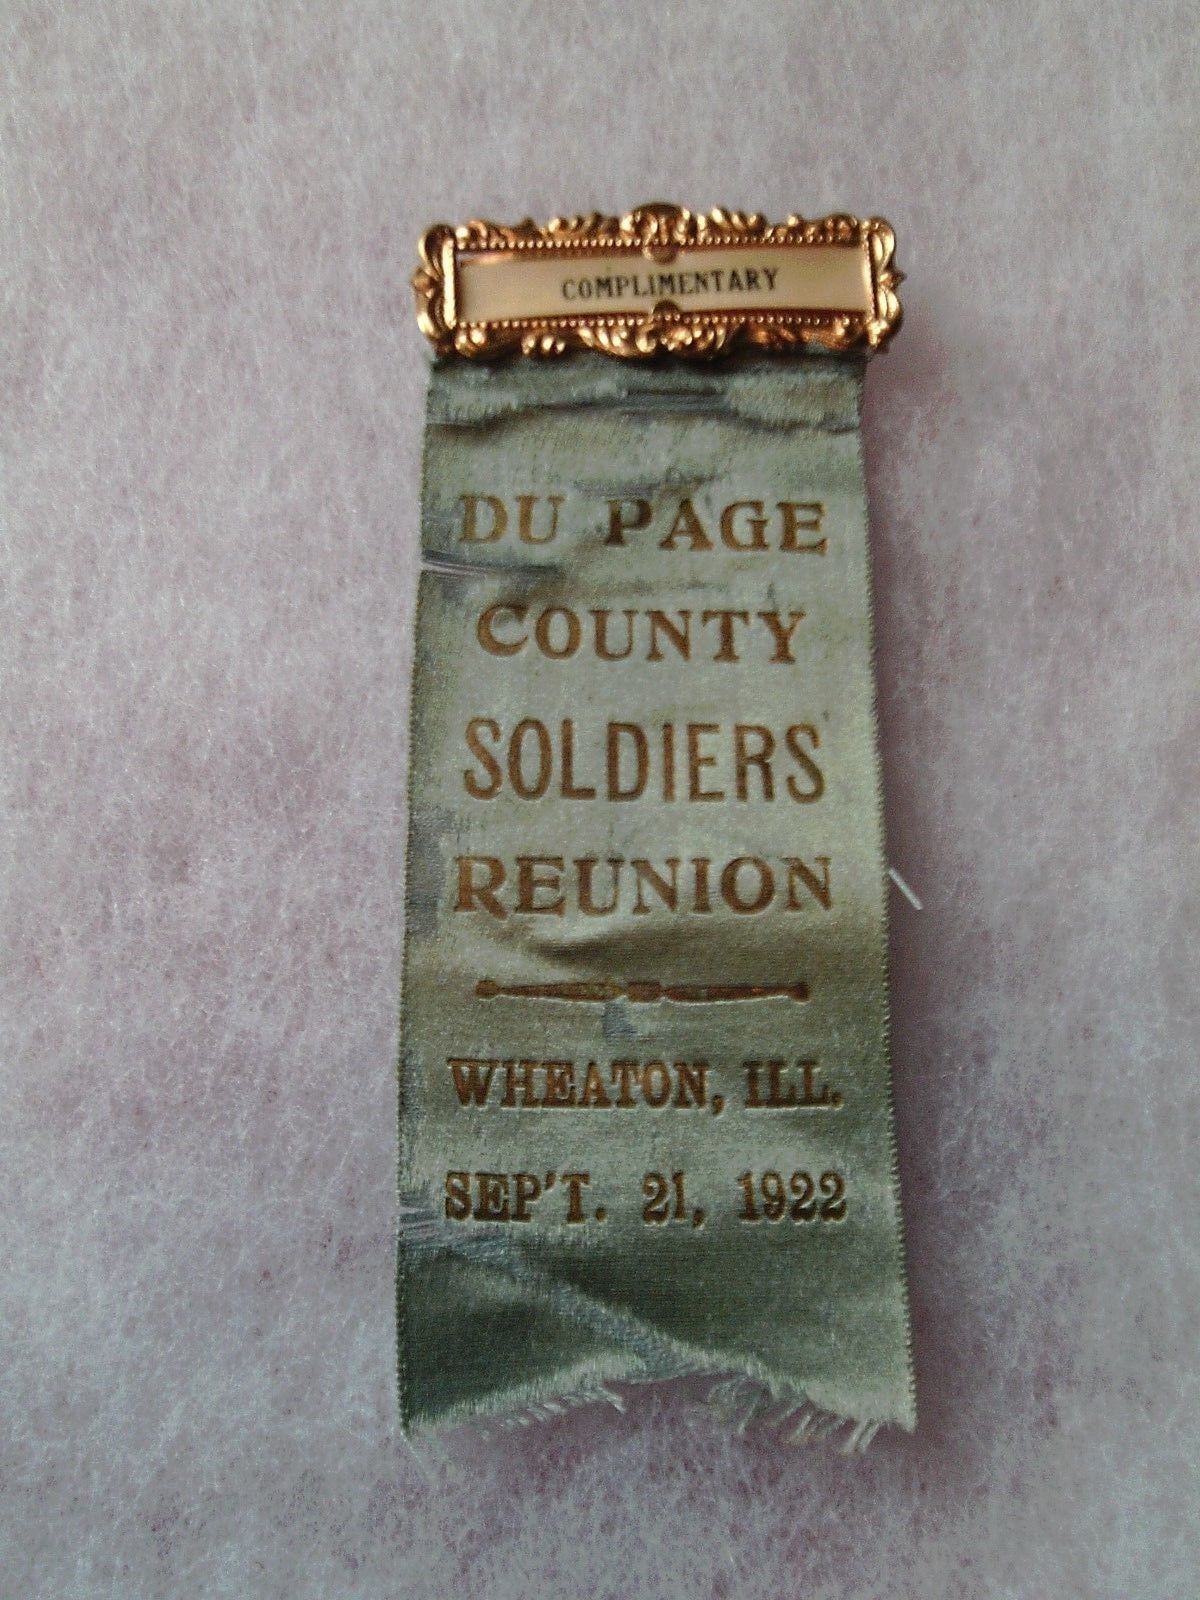 COMPLIMENTARY
DU PAGE
COUNTY
SOLDIERS'
REUNION
WHEATON, ILL.
SEP'T. 21, 1922